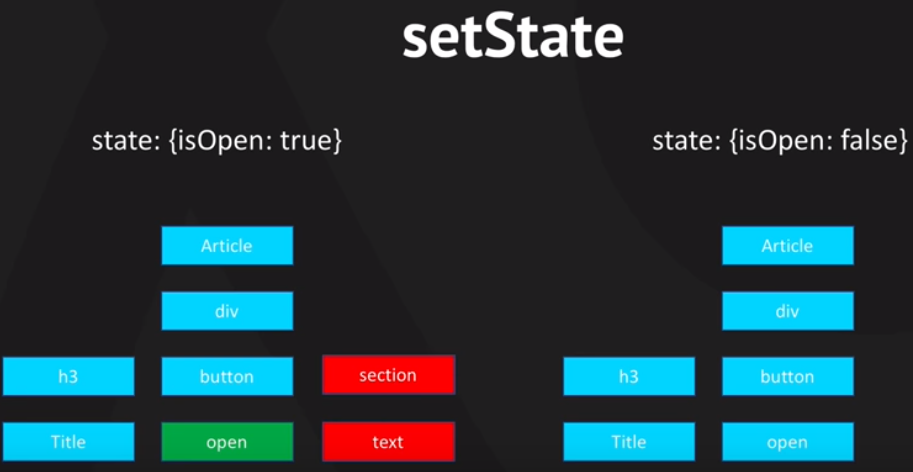 setState
state: {isOpen: true}
state: {isOpen: false}
Article
Article
div
div
h3
button
section
h3
button
Title
open
text
Title
open